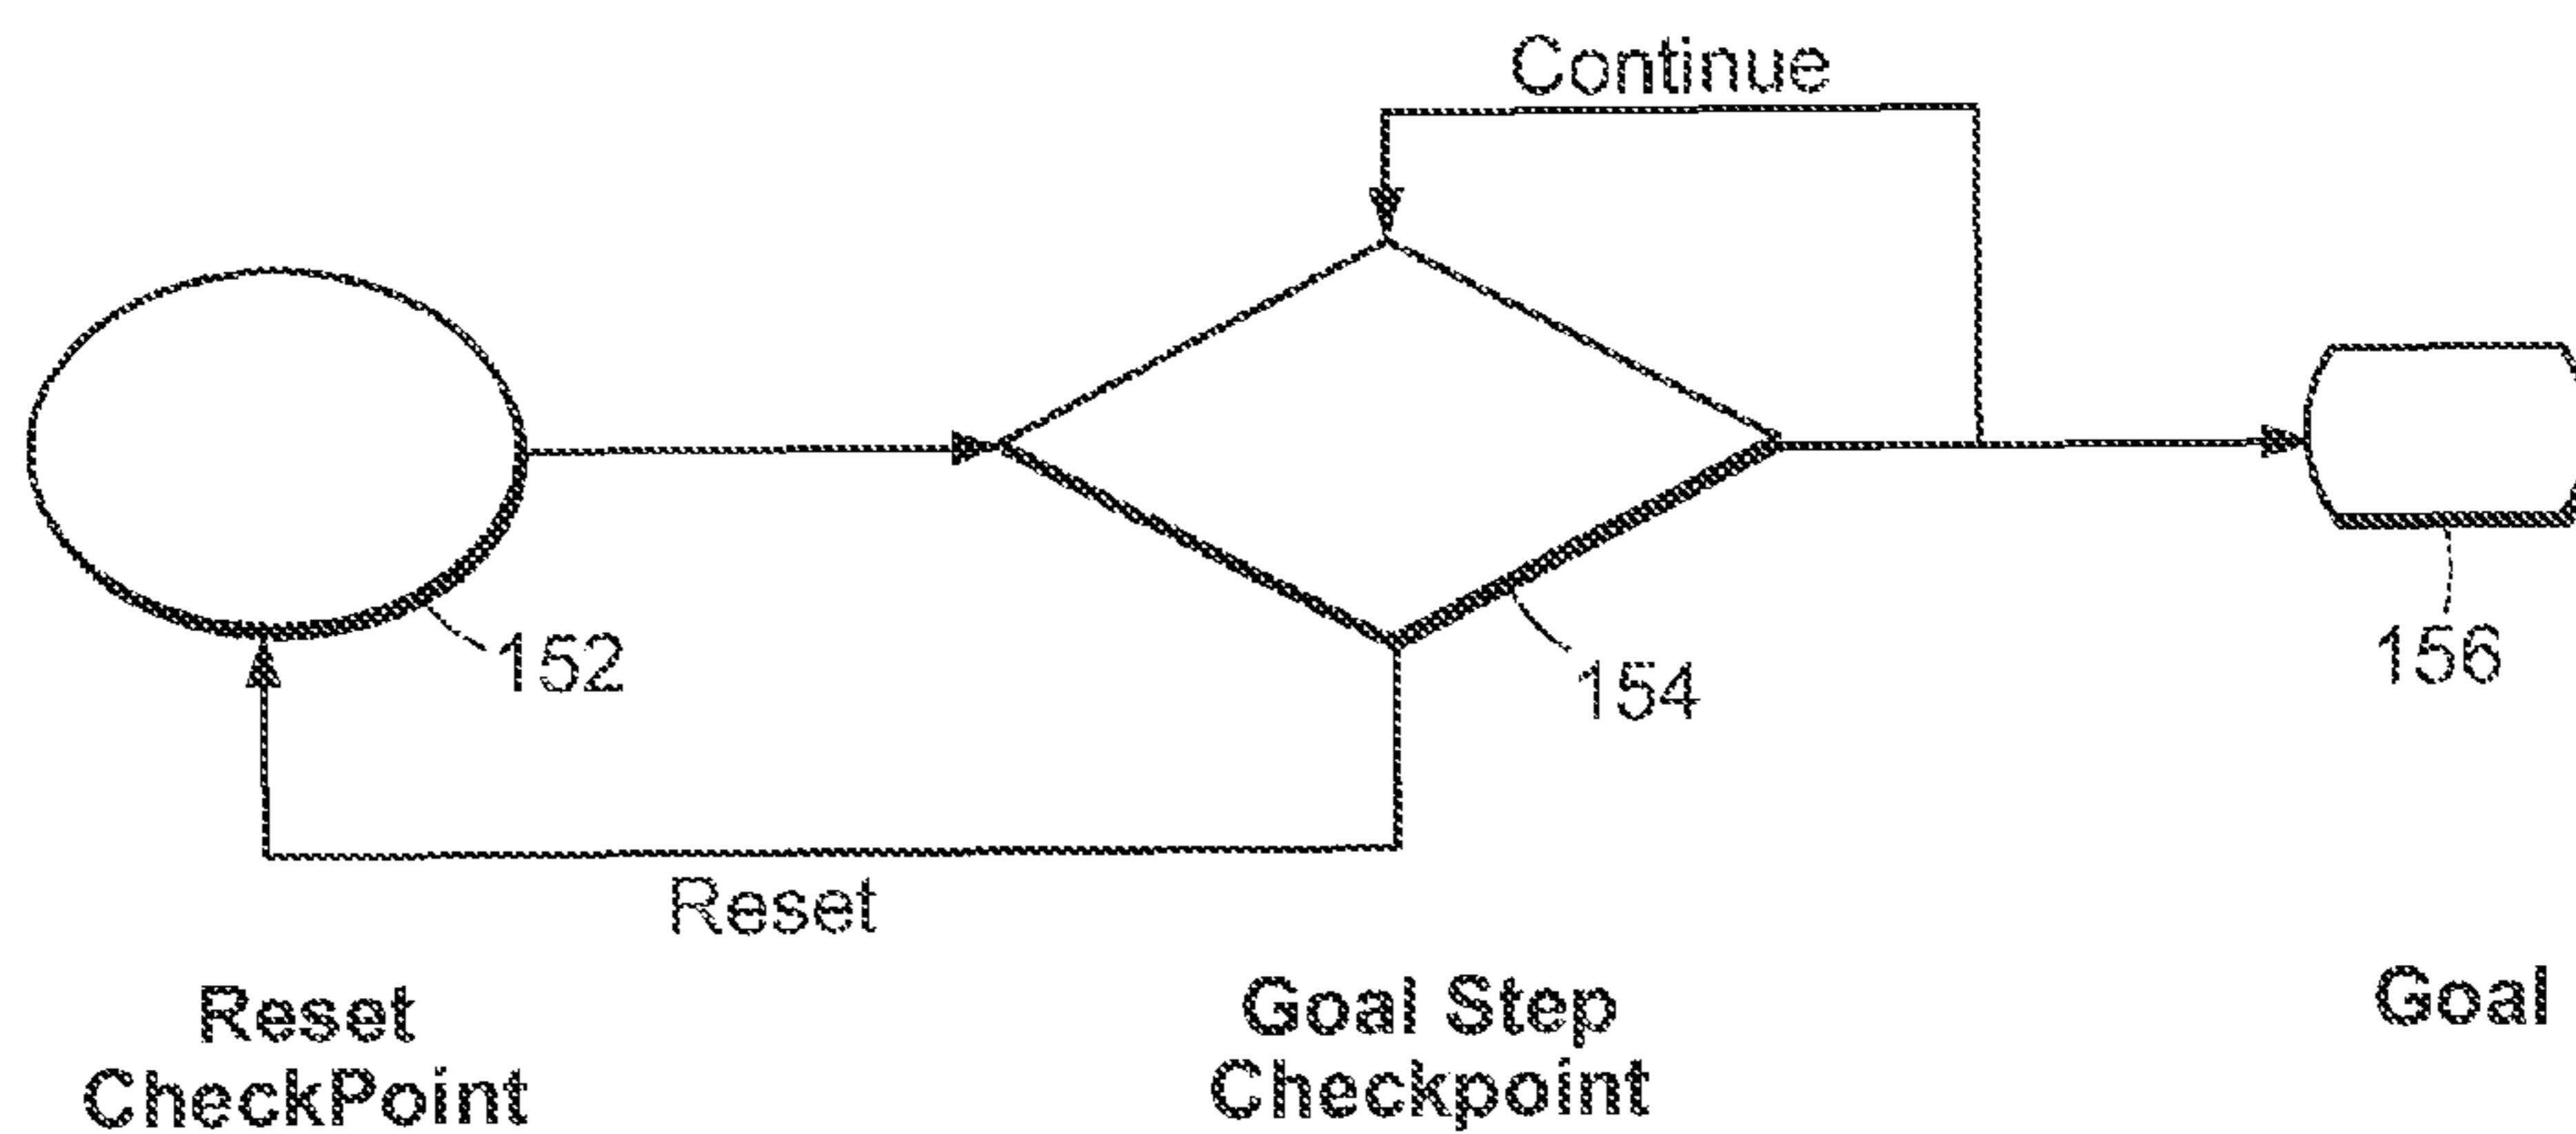 Continue
152
154
156
Reset
Reset
CheckPoint
Goal Step
Checkpoint
Goal